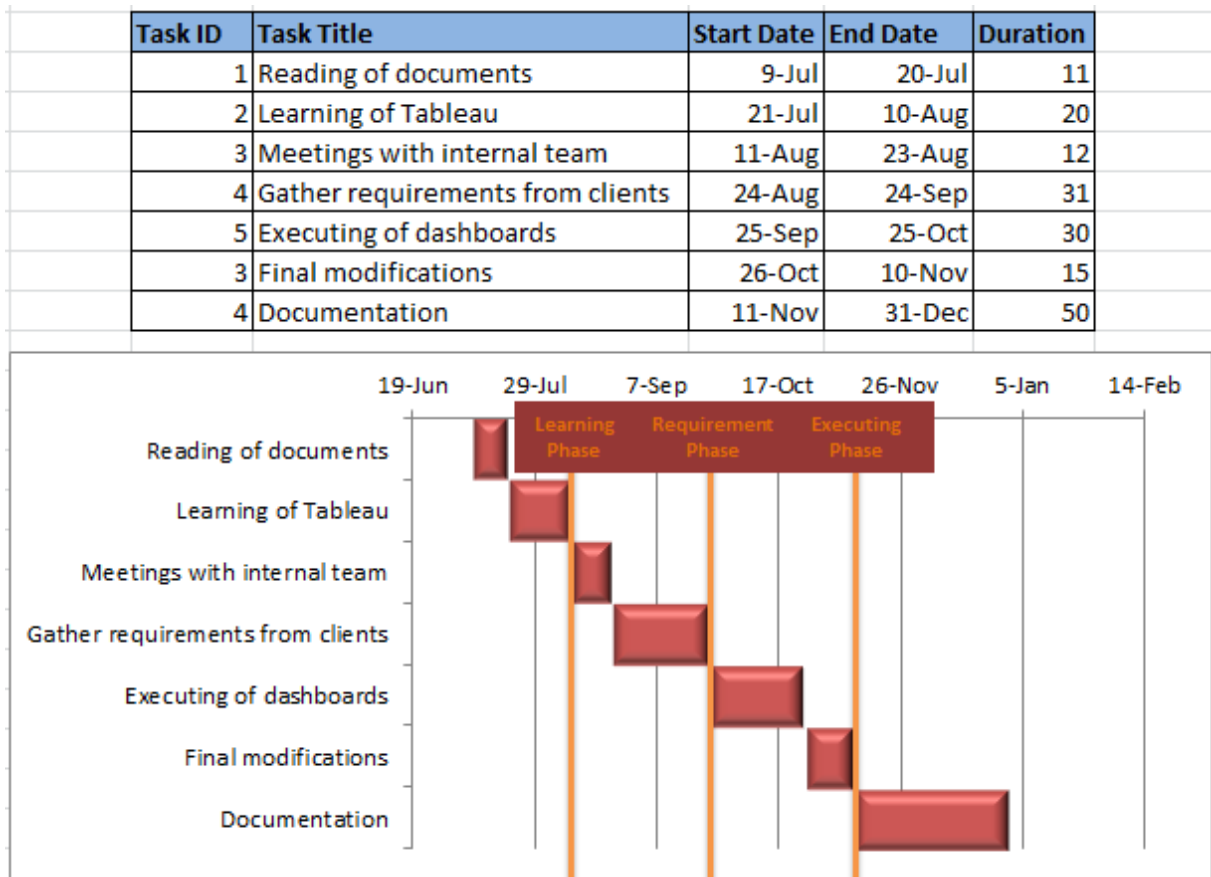 Task ID Task Title Start Date End Date Duration
1 Reading of documents 9-Jul 20-Jul 11
2 Learning of Tableau 21-Jul 10-Aug 20
3 Meetings with internal team 11-Aug 23-Aug 12
4 Gather requirements from clients 24-Aug 24-Sep 31
5 Executing of dashboards 25-Sep 25-Oct 30
3 Final modifications 26-Oct 10-Nov 15
4 Documentation 11-Nov 31-Dec 50
19-Jun 29-Jul 7-Sep 17-Oct 26-Nov 5-Jan 14-Feb
Learning Requirement Executing
Phase Phase Phase
Reading of documents
Learning of Tableau
Meetings with internal team
Gather requirements from clients
Executing of dashboards
Final modifications
Documentation